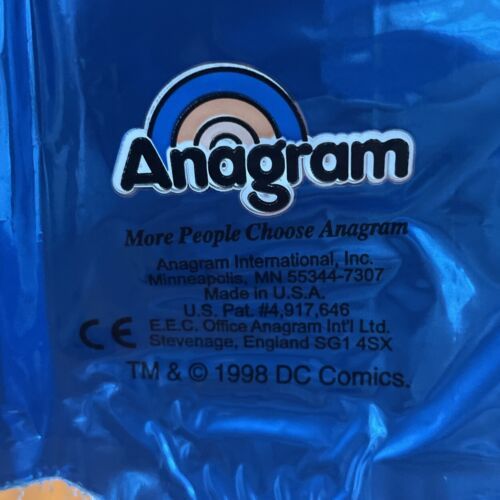 Anagram
More People Choose Anagram
Anagram International, Inc.
Minneapolis, MN 55344-7307
Made in U.S.A.
U.S. Pat. #4,917,646
CE E.E.C. Office Anagram Int'l Ltd.
Stevenage, England SG1 4SX
TM & © 1998 DC Comics.